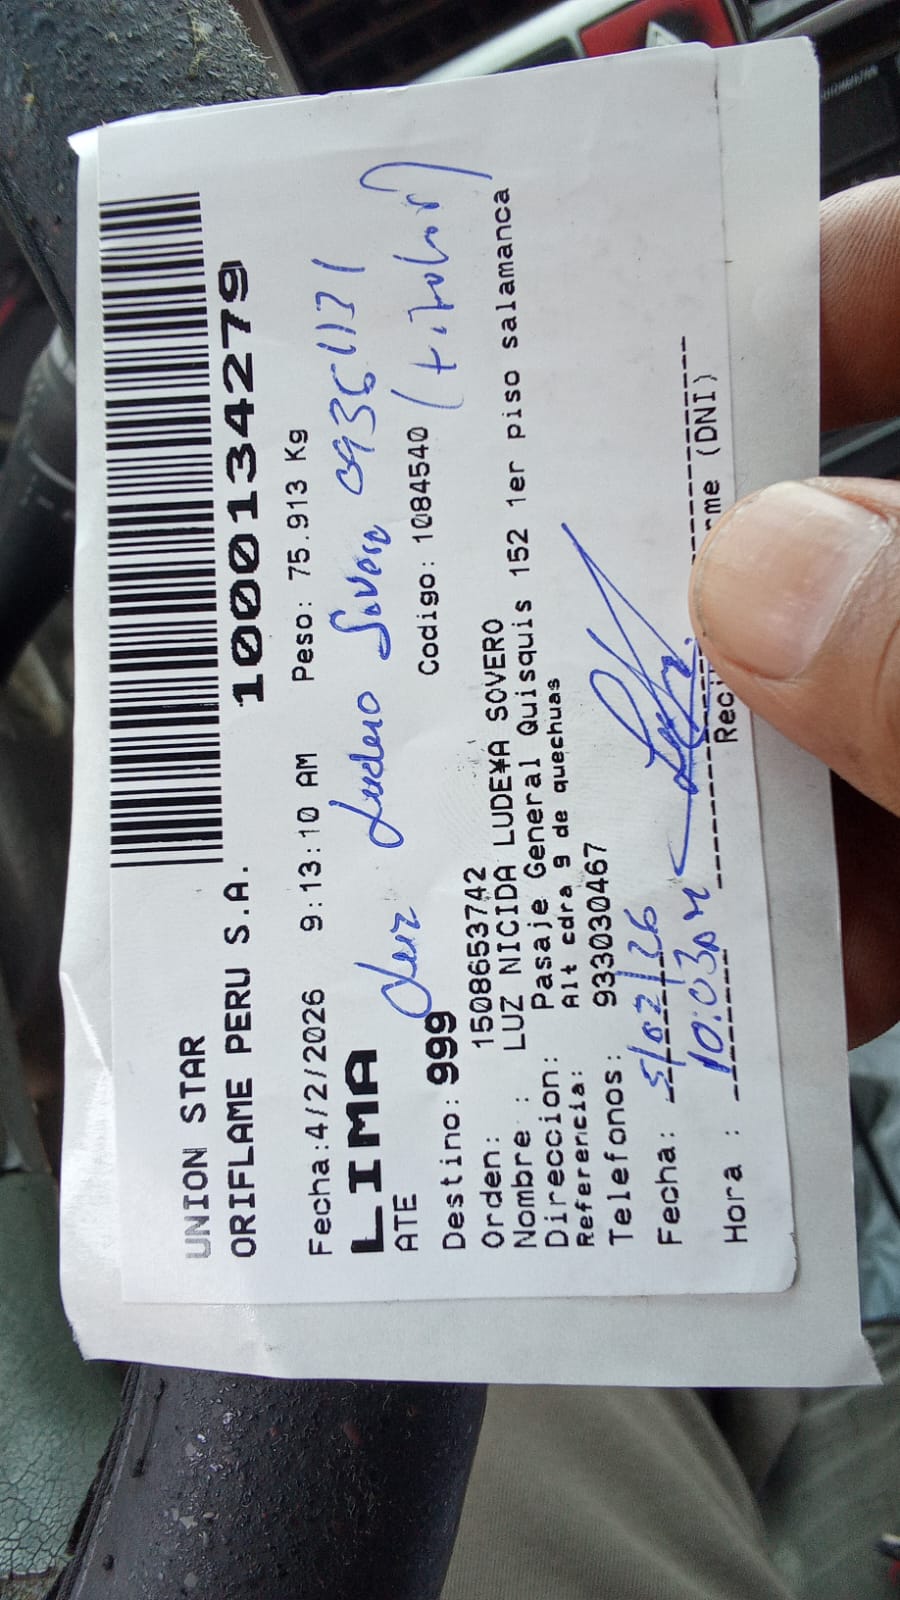 UNION STAR
ORIFLAME PERU S.A. 1000134279
Fecha:4/2/2026 9:13:10 AM Peso: 75.913 Kg
LIMA
Luz Ludeño Sovero
ATE
(titular)
Destino: 999 Codigo: 1084540
Orden: 1508653742
Nombre : LUZ NICIDA LUDE¥A SOVERO
Direccion: Pasaje General Quisquis 152 1er piso salamanca
Referencia: Alt cdra 9 de quechuas
Telefonos: 933030467
Fecha: 5/02/26
Hora : 10:03
(DNI)